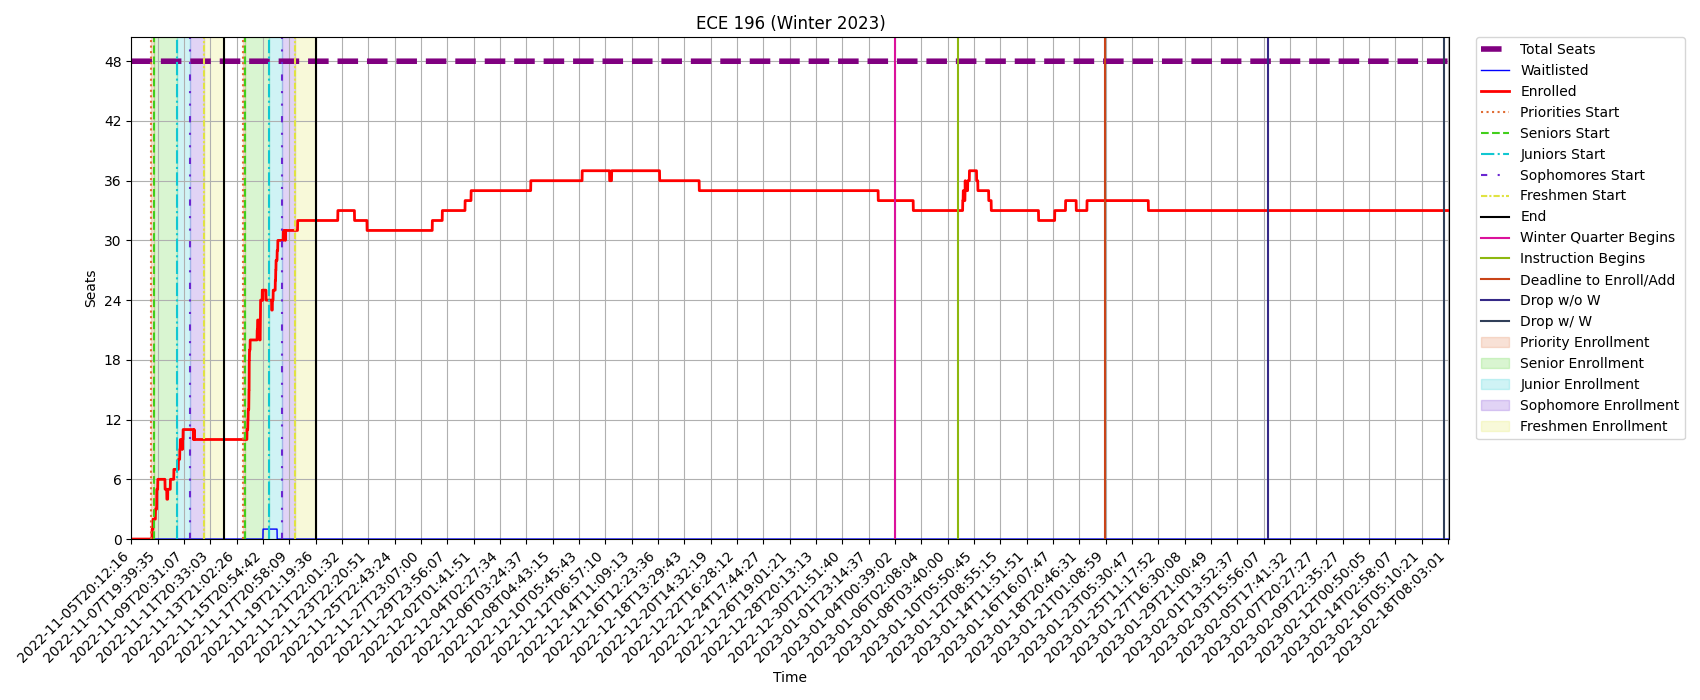 ECE 196 (Winter 2023)
Seats
48
42
36
30
24
18
12
6
0
2022-11-05T20:12:16
2022-11-07T19:39:35
2022-11-09T20:31:07
2022-11-11T20:33:03
2022-11-13T21:02:26
2022-11-15T20:54:42
2022-11-17T20:58:09
2022-11-19T21:19:36
2022-11-21T22:01:32
2022-11-23T22:20:51
2022-11-25T22:43:24
2022-11-27T23:07:00
2022-11-29T23:56:07
2022-12-02T01:41:51
2022-12-04T02:27:34
2022-12-06T03:24:37
2022-12-08T04:43:15
2022-12-10T05:45:43
2022-12-12T06:57:10
2022-12-14T11:09:13
2022-12-16T12:23:36
2022-12-18T13:29:43
2022-12-20T14:32:19
2022-12-22T16:28:12
2022-12-24T17:44:27
2022-12-26T19:01:21
2022-12-28T20:13:13
2022-12-30T21:51:40
2023-01-01T23:14:37
2023-01-04T00:39:02
2023-01-06T02:08:04
2023-01-08T03:40:00
2023-01-10T06:50:45
2023-01-12T08:55:15
2023-01-14T11:51:51
2023-01-16T16:07:47
2023-01-18T20:46:31
2023-01-21T01:08:59
2023-01-23T05:30:47
2023-01-25T11:17:52
2023-01-27T16:30:08
2023-01-29T21:00:49
2023-02-01T13:52:37
2023-02-03T15:56:07
2023-02-05T17:41:32
2023-02-07T20:27:27
2023-02-09T22:35:27
2023-02-12T00:50:05
2023-02-14T02:58:07
2023-02-16T05:10:21
2023-02-18T08:03:01
Time
Total Seats
Waitlisted
Enrolled
Priorities Start
Seniors Start
Juniors Start
Sophomores Start
Freshmen Start
End
Winter Quarter Begins
Instruction Begins
Deadline to Enroll/Add
Drop w/o W
Drop w/ W
Priority Enrollment
Senior Enrollment
Junior Enrollment
Sophomore Enrollment
Freshmen Enrollment